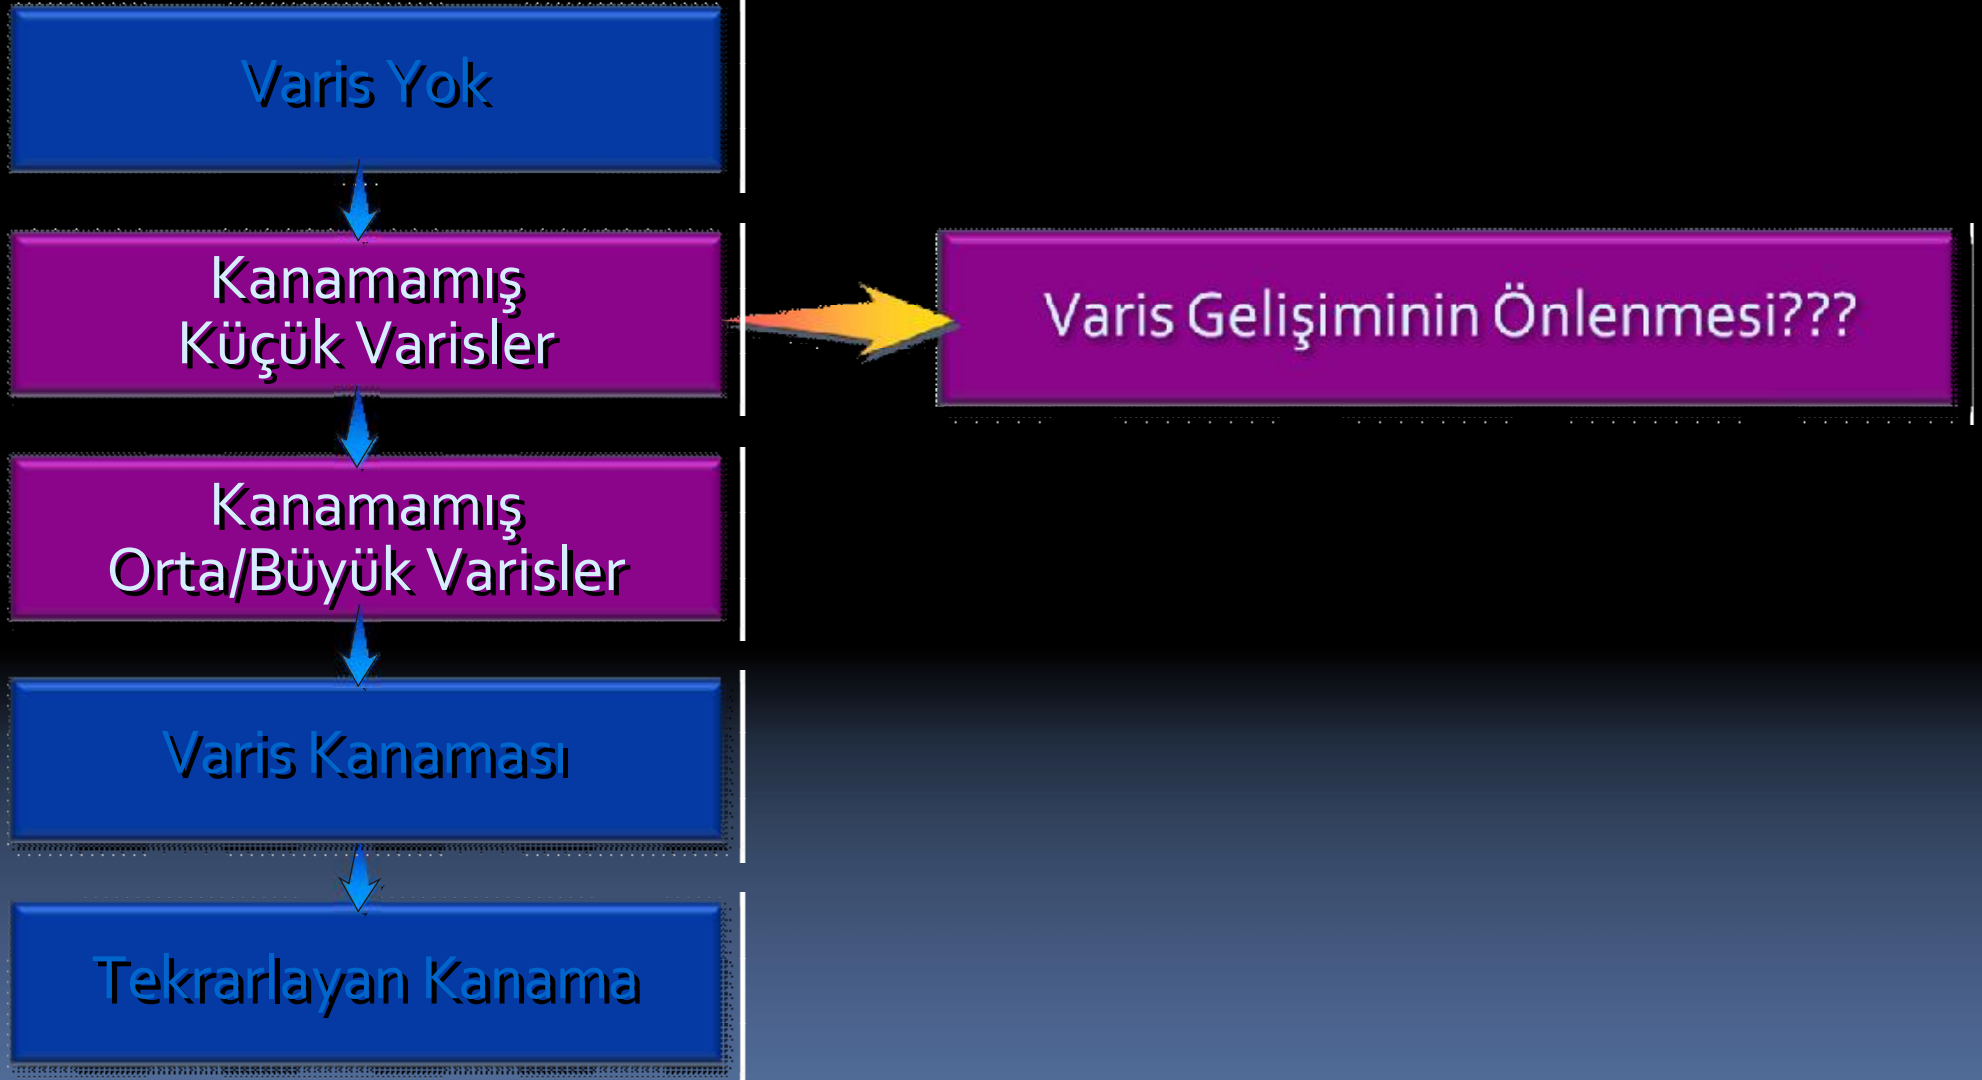 Varis Yok
Kanamamış
Küçük Varisler
Varis Gelişiminin Önlenmesi???
Kanamamış
Orta/Büyük Varisler
Varis Kanaması
Tekrarlayan Kanama